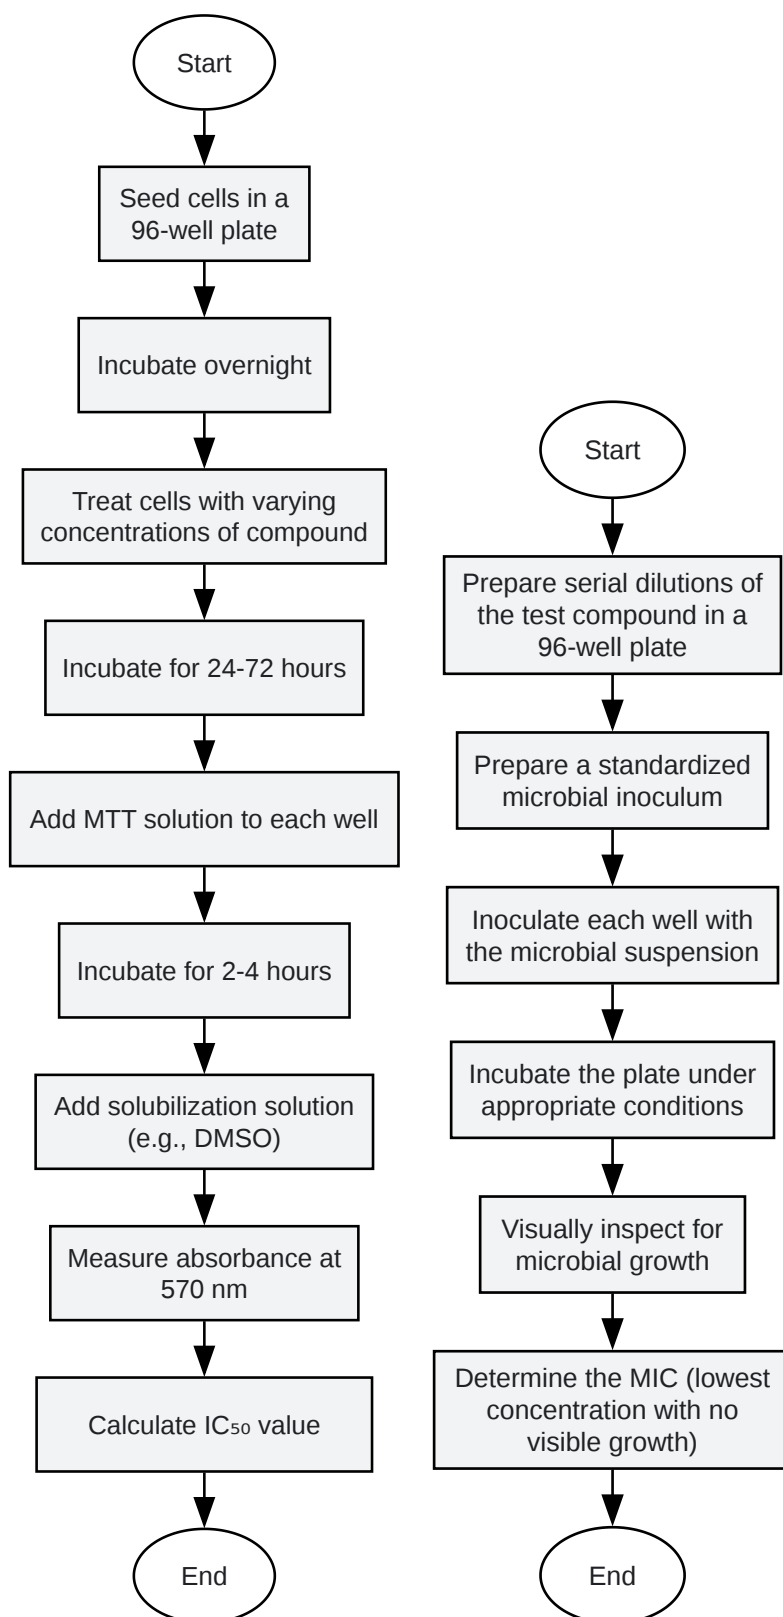 Start
Seed cells in a
96-well plate
Incubate overnight
Treat cells with varying
concentrations of compound
Incubate for 24-72 hours
Add MTT solution to each well
Incubate for 2-4 hours
Add solubilization solution
(e.g., DMSO)
Measure absorbance at
570 nm
Calculate IC₅₀ value
End
Start
Prepare serial dilutions of
the test compound in a
96-well plate
Prepare a standardized
microbial inoculum
Inoculate each well with
the microbial suspension
Incubate the plate under
appropriate conditions
Visually inspect for
microbial growth
Determine the MIC (lowest
concentration with no
visible growth)
End